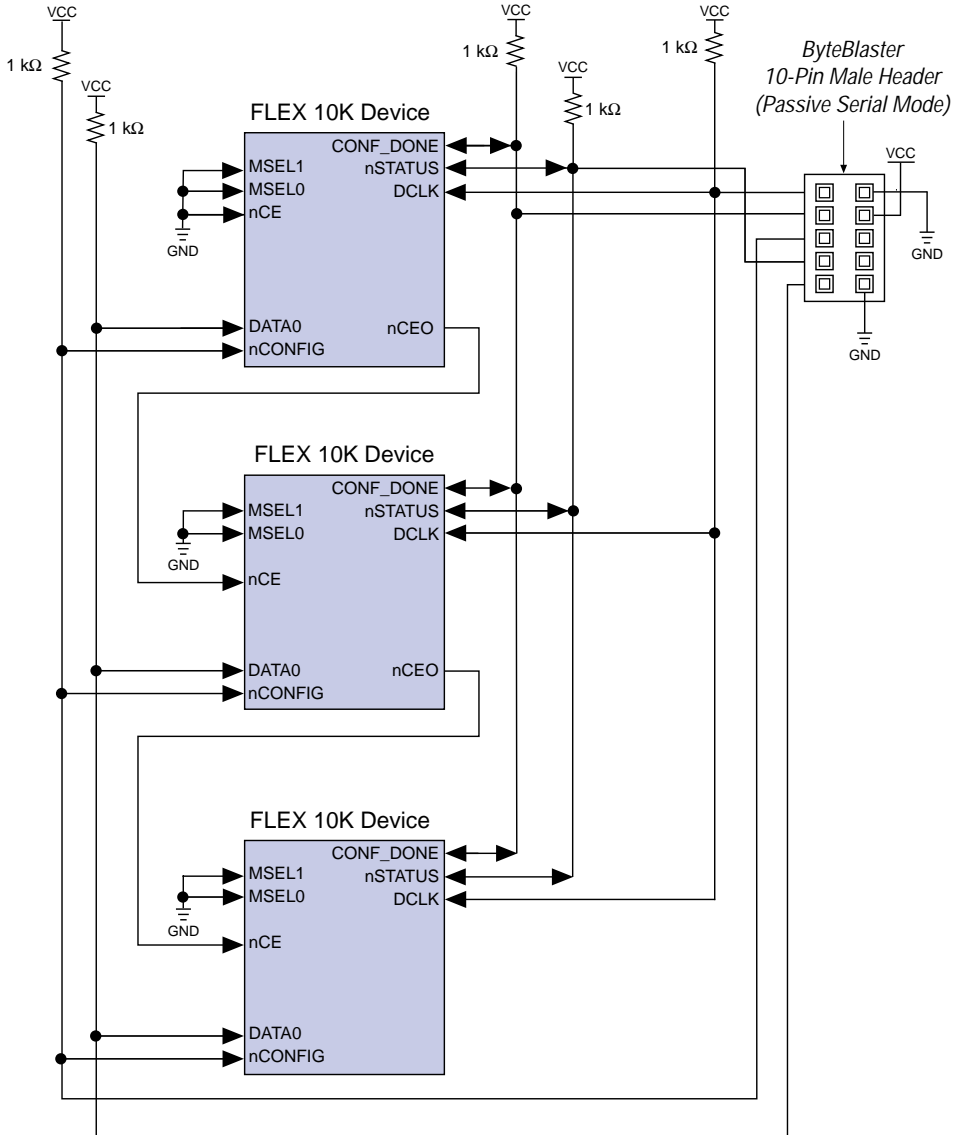 VCC
VCC
VCC
1 kΩ
1 kΩ
1 kΩ
VCC
VCC
1 kΩ
1 kΩ
ByteBlaster
10-Pin Male Header
(Passive Serial Mode)
VCC
GND
GND
FLEX 10K Device
CONF_DONE
MSEL1
nSTATUS
MSEL0
DCLK
nCE
GND
DATA0
nCEO
nCONFIG
FLEX 10K Device
CONF_DONE
MSEL1
nSTATUS
MSEL0
DCLK
GND
nCE
DATA0
nCEO
nCONFIG
FLEX 10K Device
CONF_DONE
MSEL1
nSTATUS
MSEL0
DCLK
GND
nCE
DATA0
nCONFIG